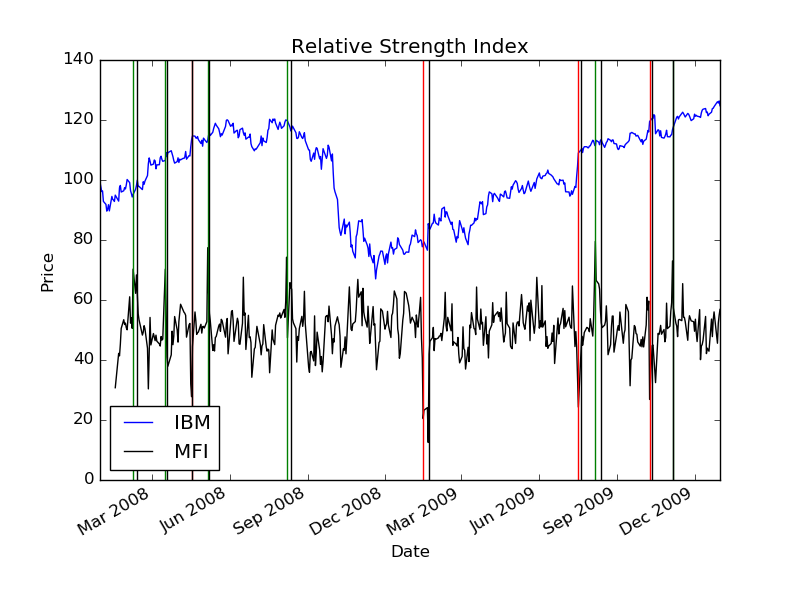 Relative Strength Index
140
120
100
80
60
40
20
0
Price
IBM
MFI
Mar 2008
Jun 2008
Sep 2008
Dec 2008
Mar 2009
Jun 2009
Sep 2009
Dec 2009
Date